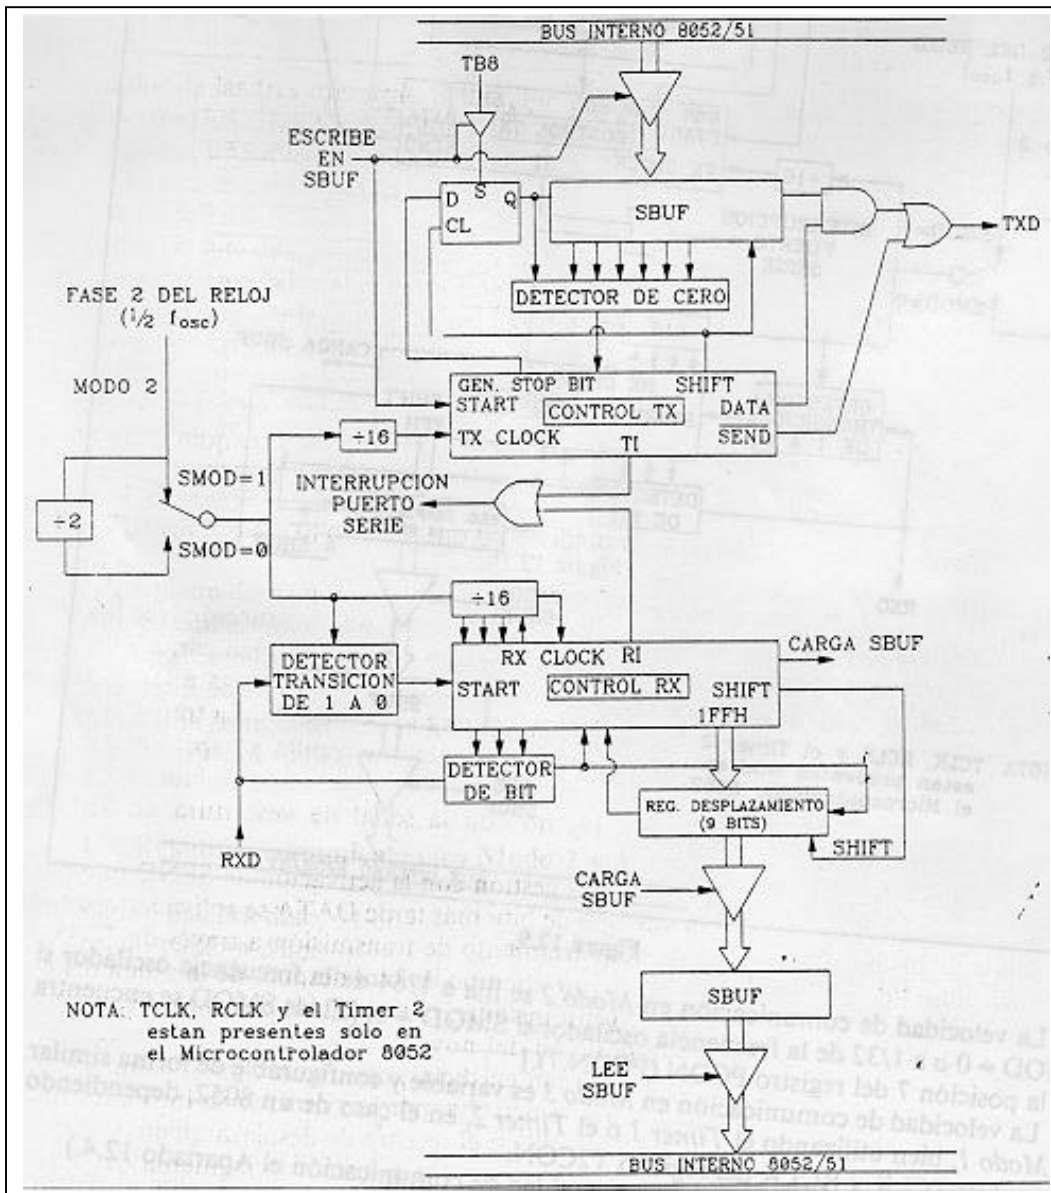 BUS INTERNO 8052/51
TB8
ESCRIBE
EN
SBUF
D
S
Q
CL
SBUF
TXD
DETECTOR DE CERO
FASE 2 DEL RELOJ
(1/2 fosc)
MODO 2
GEN. STOP BIT
SHIFT
START
CONTROL TX
DATA
÷16
TX CLOCK
TI
SEND
SMOD=1
INTERRUPCION
PUERTO
SERIE
÷2
SMOD=0
÷16
RX CLOCK
RI
CARGA SBUF
DETECTOR
TRANSICION
DE 1 A 0
START
CONTROL RX
SHIFT
1FFH
DETECTOR
DE BIT
REG. DESPLAZAMIENTO
(9 BITS)
SHIFT
RXD
CARGA
SBUF
SBUF
NOTA: TCLK, RCLK y el Timer 2
estan presentes solo en
el Microcontrolador 8052
LEE
SBUF
BUS INTERNO 8052/51